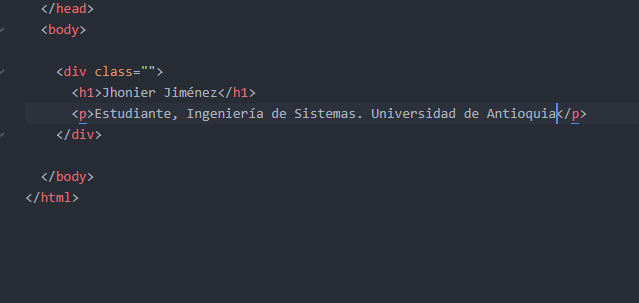 </head>
<body>
<div class="">
<h1>Jhonier Jiménez</h1>
<p>Estudiante, Ingeniería de Sistemas. Universidad de Antioquia</p>
</div>
</body>
</html>